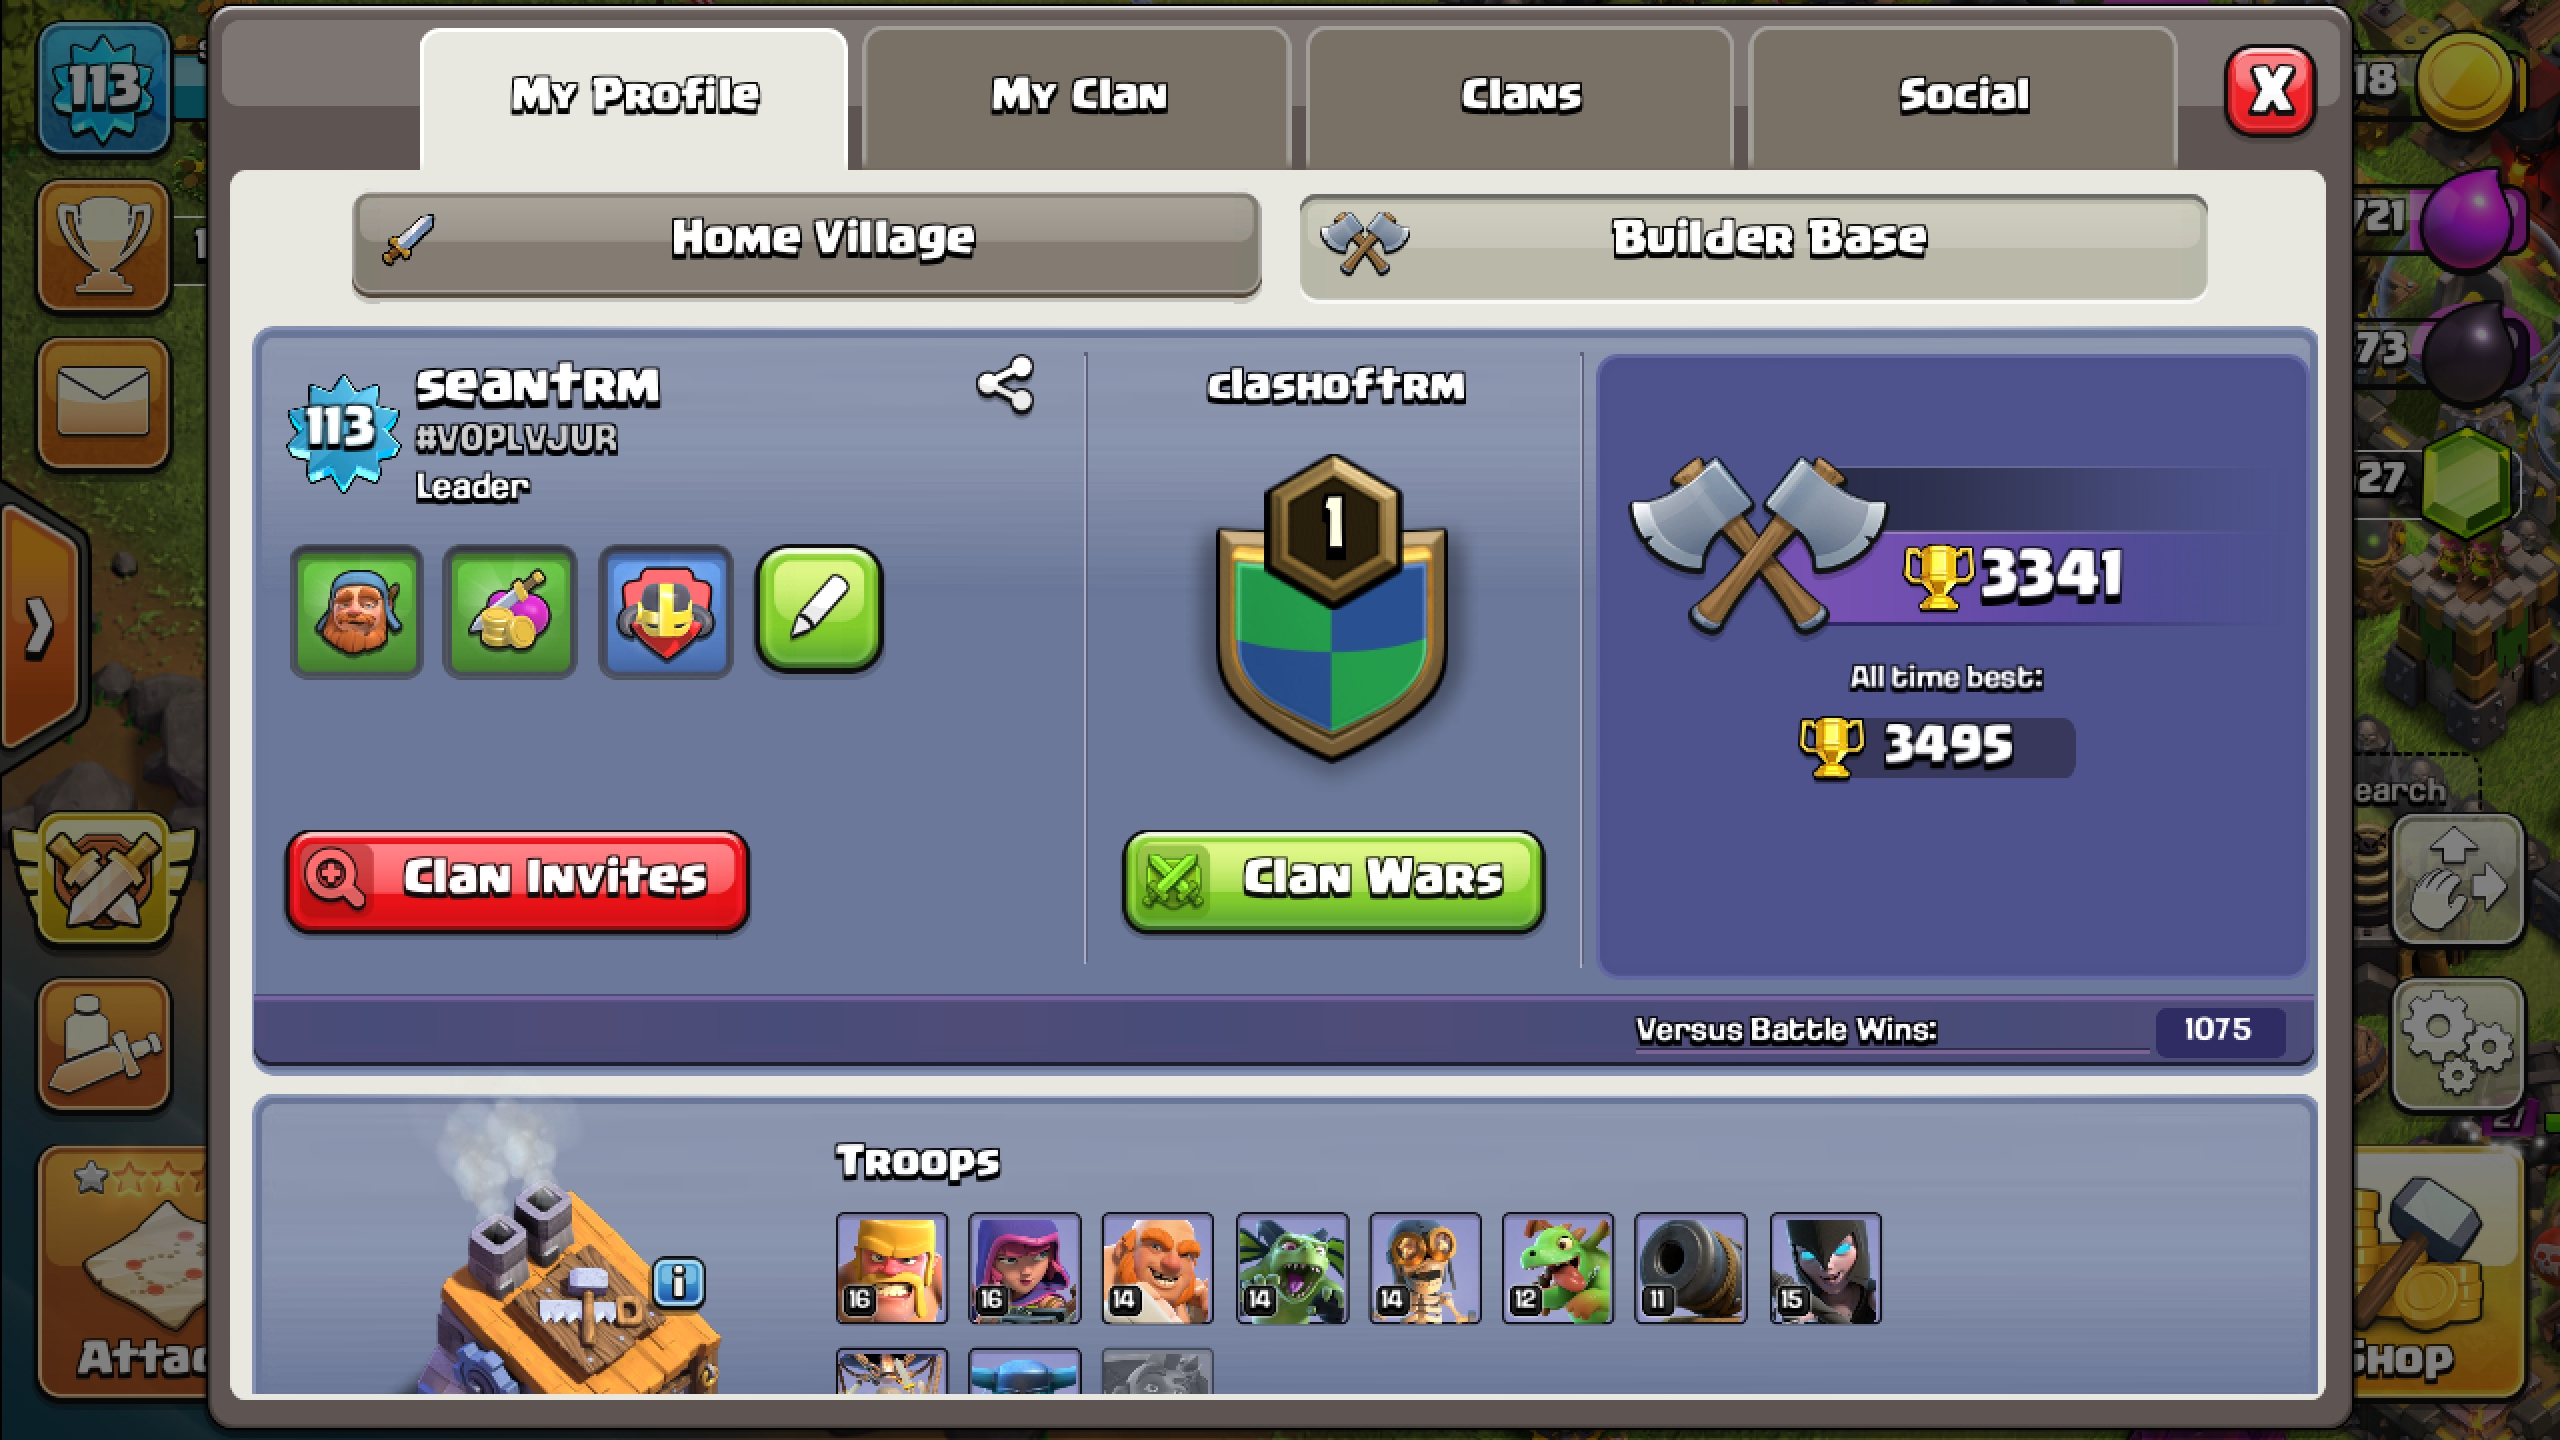 113
My Profile
My Clan
Clans
Social
X
18
Home Village
Builder Base
721
seantrm
113
#V0PLVJUR
Leader
clashoftrm
1
73
27
3341
All time best:
3495
earch
Clan Invites
Clan Wars
Versus Battle Wins:
1075
27
Troops
i
16
16
14
14
14
12
11
15
Attac
Shop